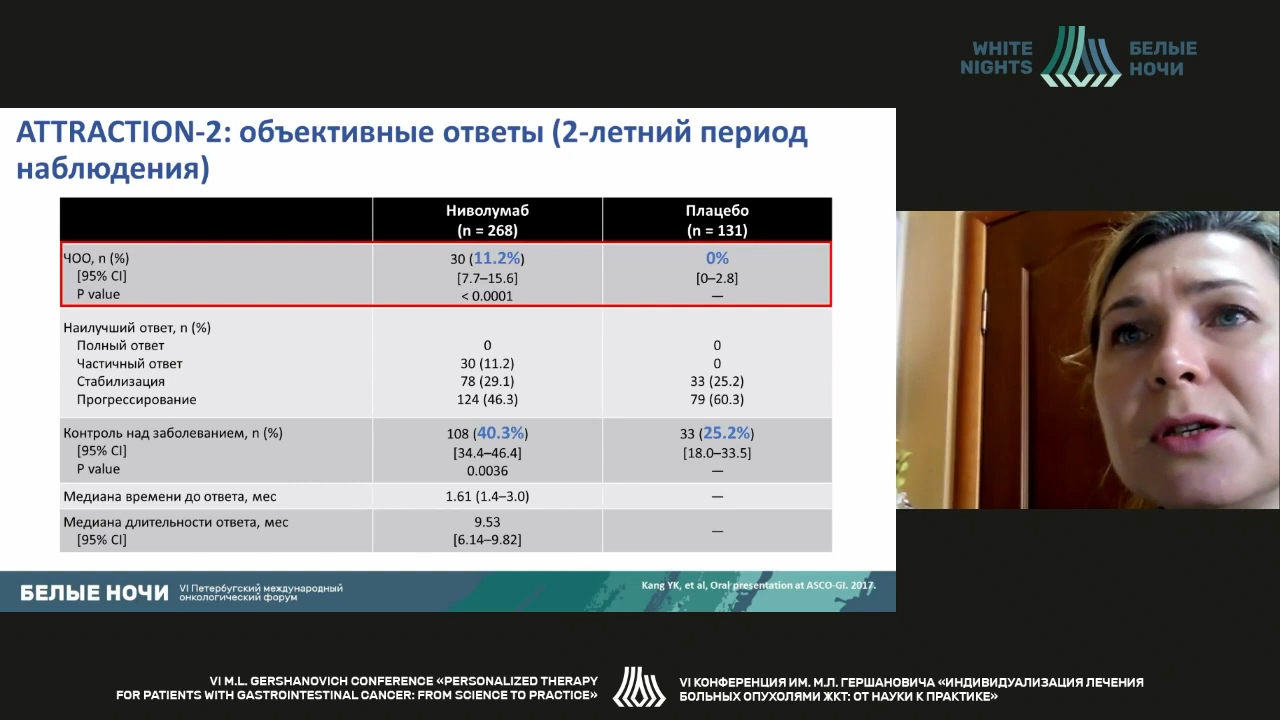 WHITE
NIGHTS
БЕЛЫЕ
НОЧИ
ATTRACTION-2: объективные ответы (2-летний период
наблюдения)
Ниволумаб
(n = 268)
Плацебо
(n = 131)
ЧОО, n (%)
[95% CI]
P value
30 (11.2%)
[7.7–15.6]
< 0.0001
0%
[0–2.8]
—
Наилучший ответ, n (%)
Полный ответ
0
0
Частичный ответ
30 (11.2)
0
Стабилизация
78 (29.1)
33 (25.2)
Прогрессирование
124 (46.3)
79 (60.3)
Контроль над заболеванием, n (%)
[95% CI]
P value
108 (40.3%)
[34.4–46.4]
0.0036
33 (25.2%)
[18.0–33.5]
—
Медиана времени до ответа, мес
1.61 (1.4–3.0)
—
Медиана длительности ответа, мес
[95% CI]
9.53
[6.14–9.82]
—
БЕЛЫЕ НОЧИ
VI Петербугский международный
онкологический форум
Kang YK, et al, Oral presentation at ASCO-GI. 2017.
VI M.L. GERSHANOVICH CONFERENCE «PERSONALIZED THERAPY
FOR PATIENTS WITH GASTROINTESTINAL CANCER: FROM SCIENCE TO PRACTICE»
VI КОНФЕРЕНЦИЯ ИМ. М.Л. ГЕРШАНОВИЧА «ИНДИВИДУАЛИЗАЦИЯ ЛЕЧЕНИЯ
БОЛЬНЫХ ОПУХОЛЯМИ ЖКТ: ОТ НАУКИ К ПРАКТИКЕ»